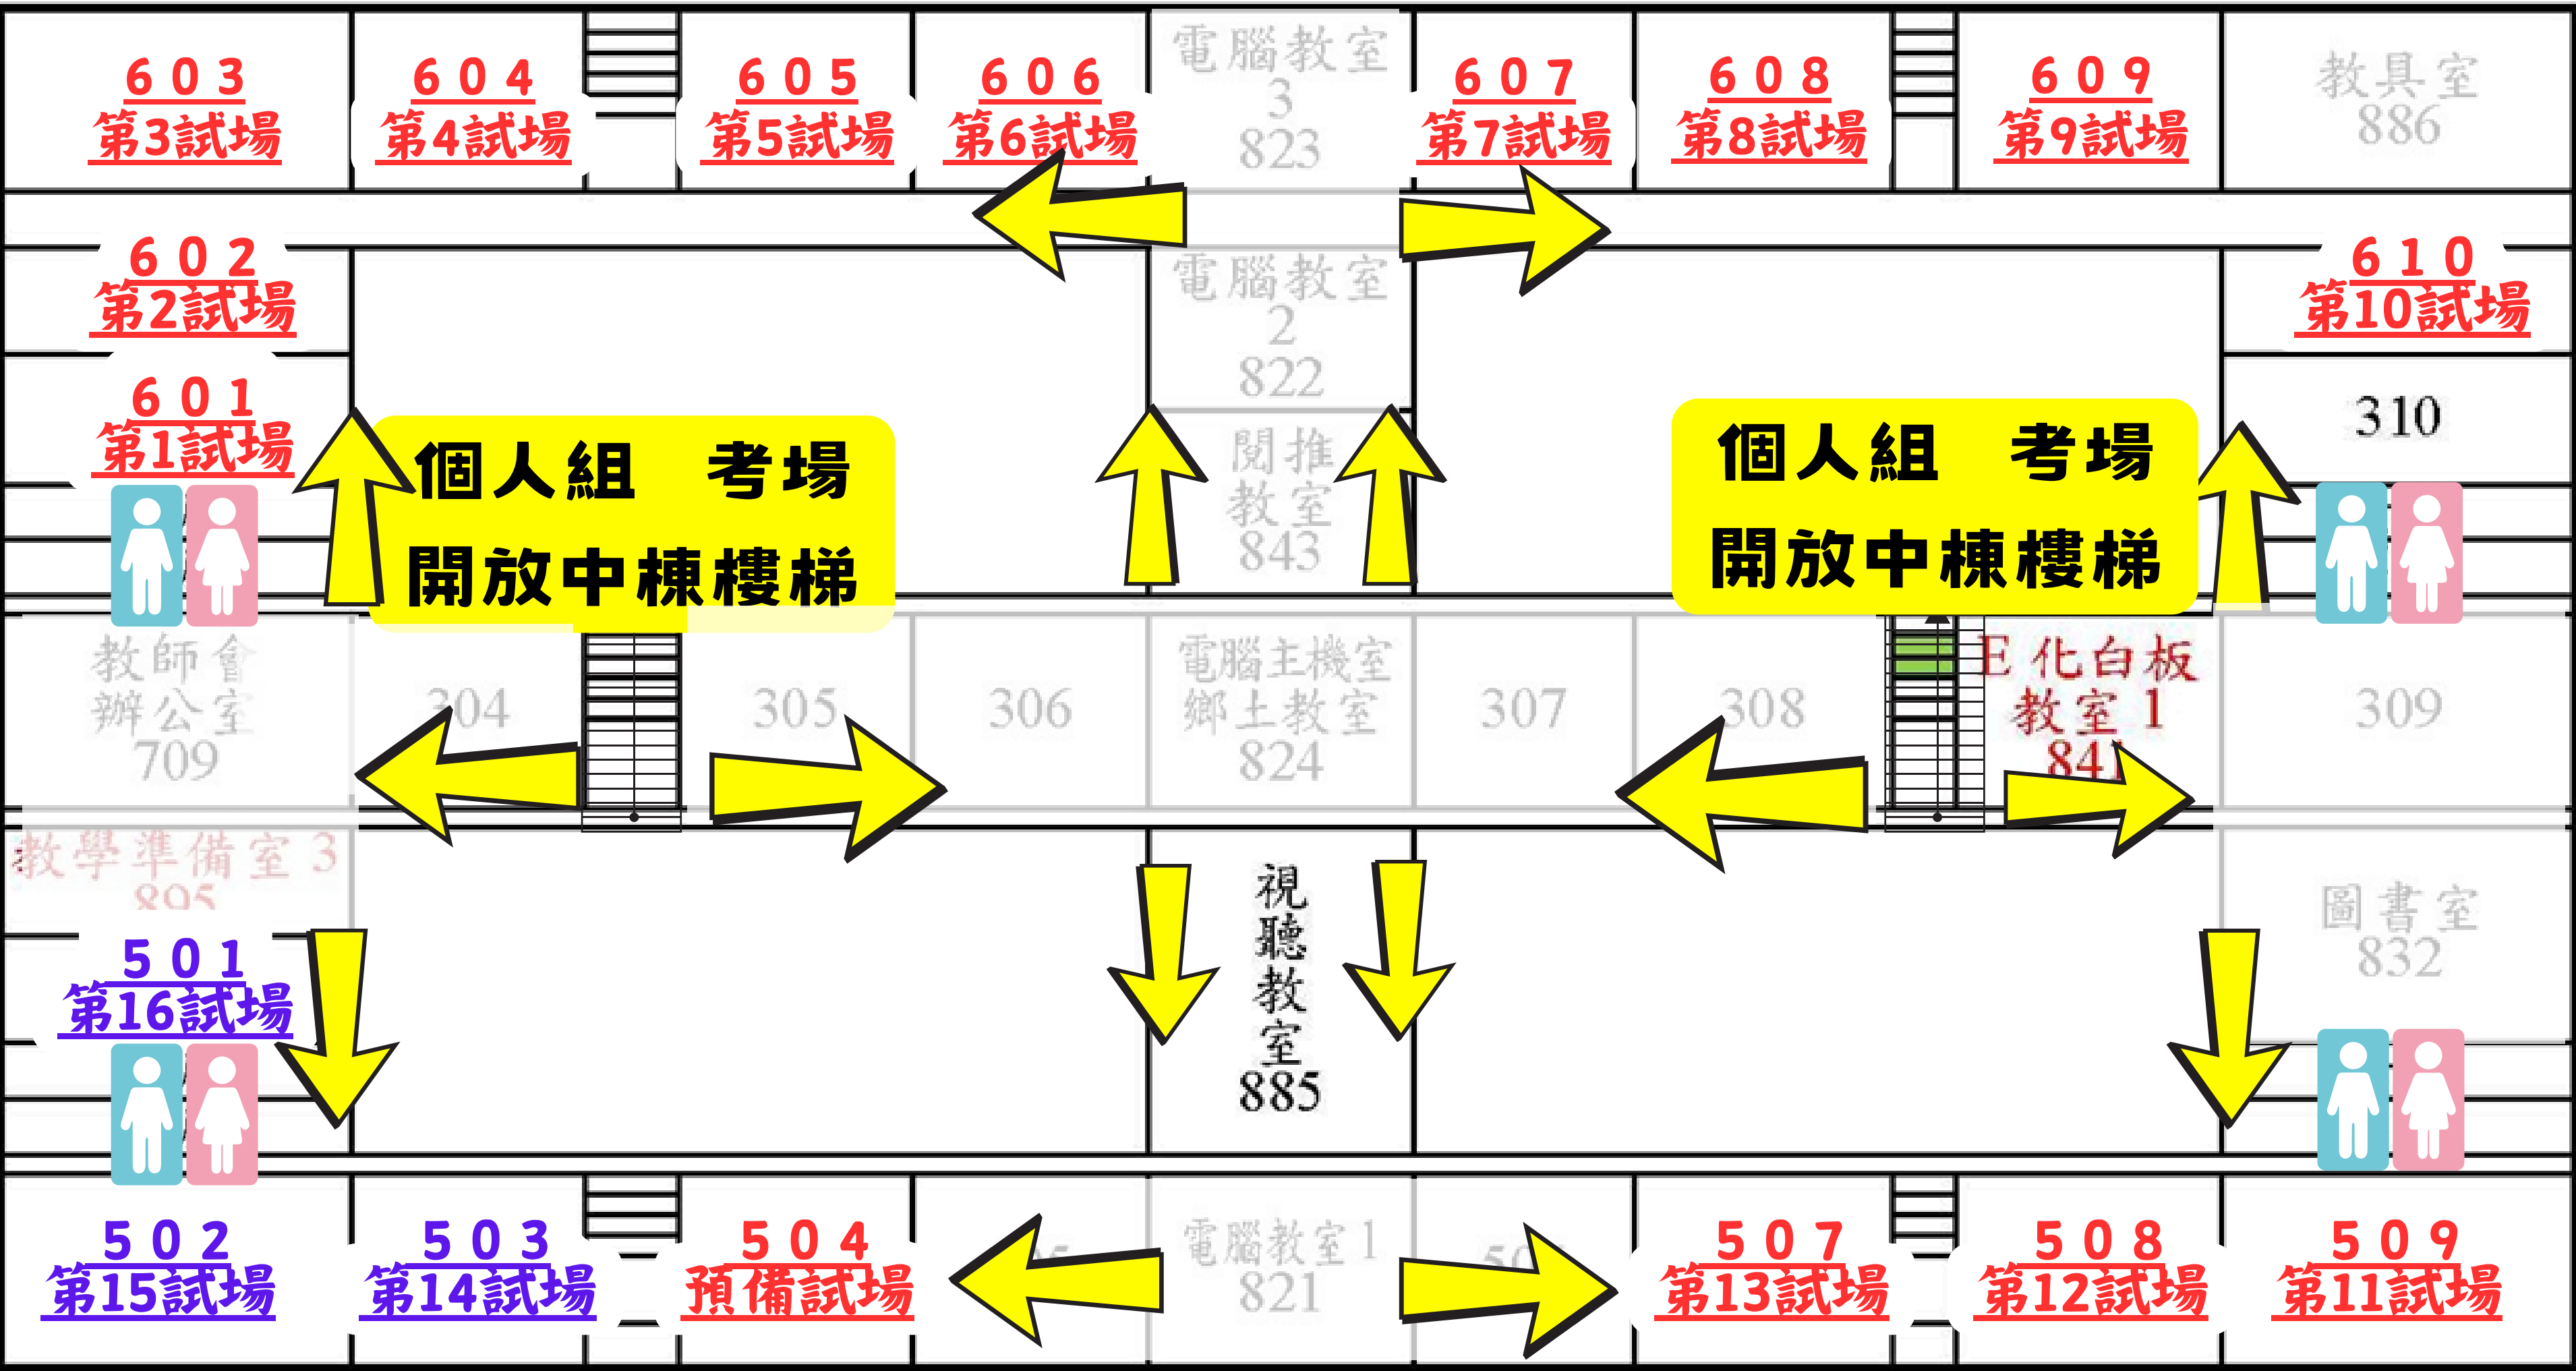 ６０３
第3試場
６０４
第4試場
６０５
第5試場
６０６
第6試場
電腦教室
3
823
６０７
第7試場
６０８
第8試場
６０９
第9試場
教具室
886
６０２
第2試場
電腦教室
2
822
６１０
第10試場
６０１
第1試場
個人組　考場
開放中棟樓梯
閱推
教室
843
個人組　考場
開放中棟樓梯
310
教師會
辦公室
709
304
305
306
電腦主機室
鄉土教室
824
307
308
E 化白板
教室 1
841
309
教學準備室 3
895
５０１
第16試場
視
聽
教
室
885
圖書室
832
５０２
第15試場
５０３
第14試場
５０４
預備試場
電腦教室1
821
５０７
第13試場
５０８
第12試場
５０９
第11試場